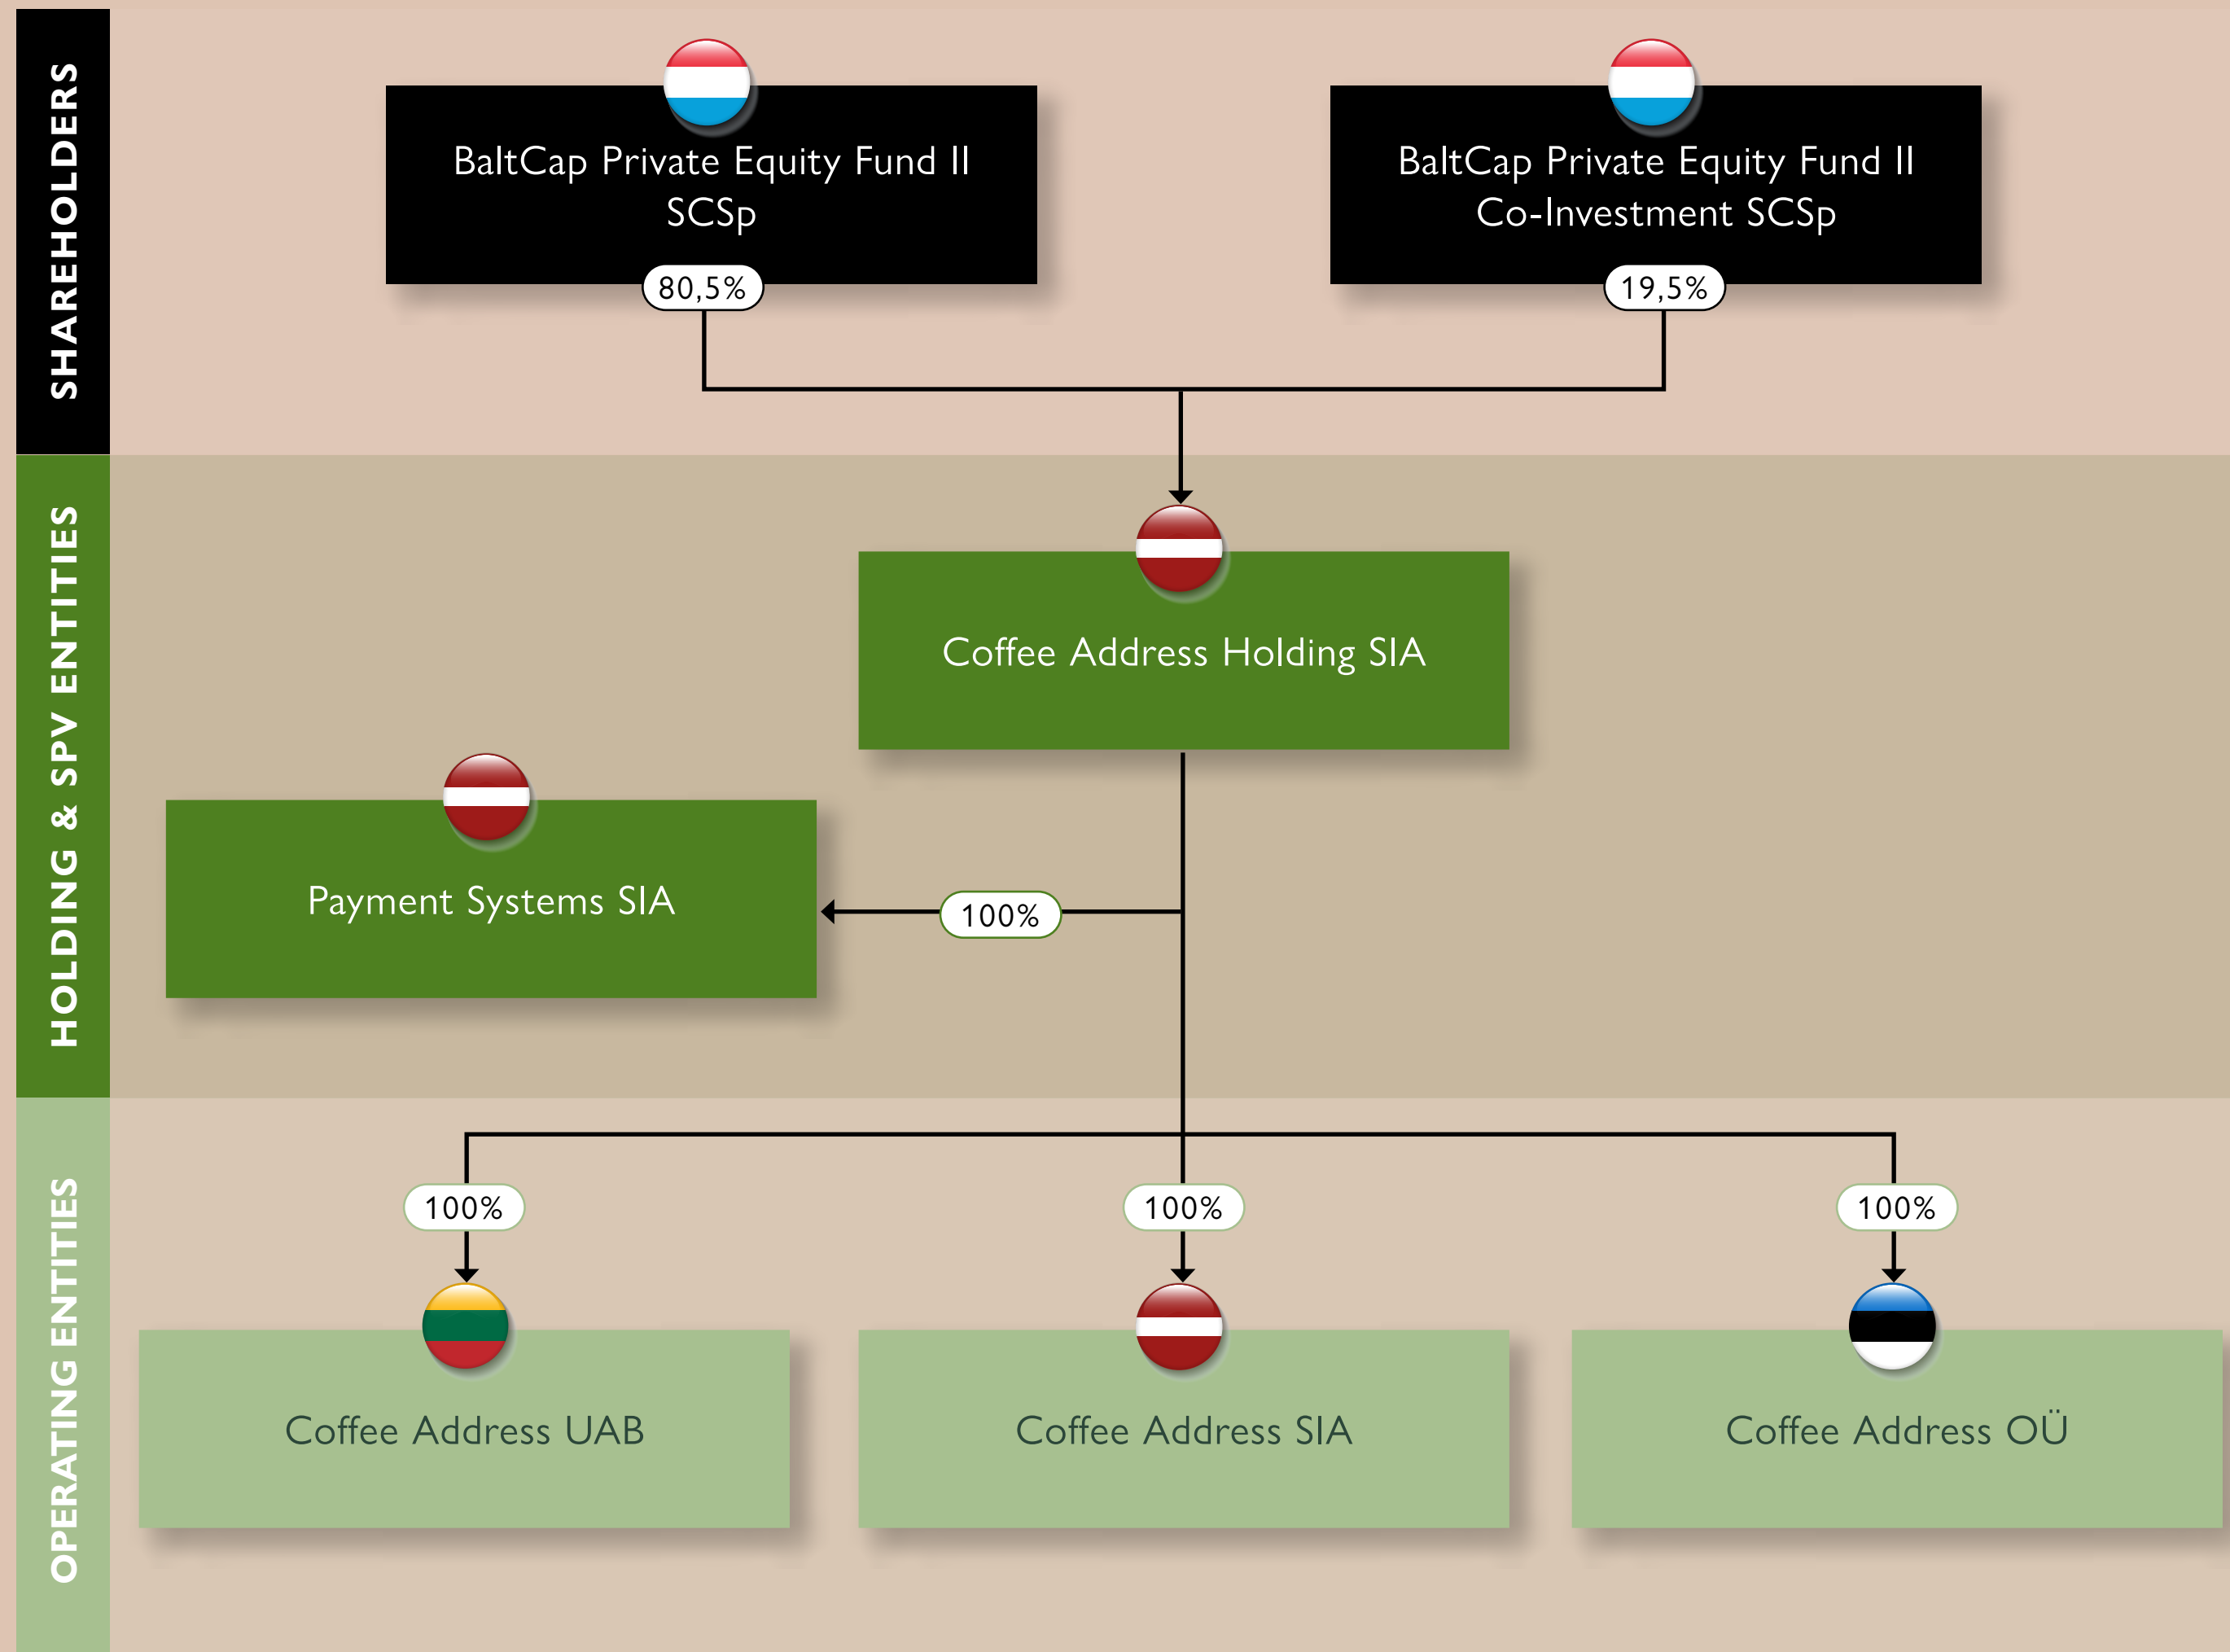 SHAREHOLDERS
BaltCap Private Equity Fund II
SCSp
80,5%
BaltCap Private Equity Fund II
Co-Investment SCSp
19,5%
HOLDING & SPV ENTITIES
Coffee Address Holding SIA
Payment Systems SIA
100%
OPERATING ENTITIES
100%
100%
100%
Coffee Address UAB
Coffee Address SIA
Coffee Address OÜ